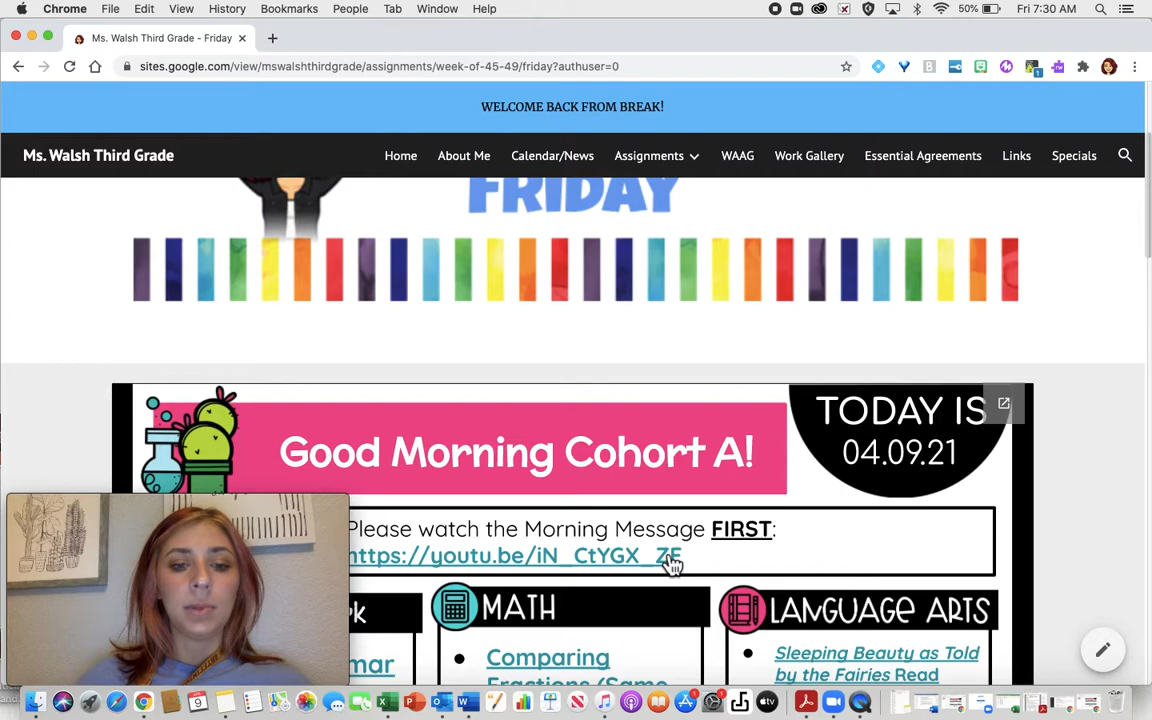 Chrome File Edit View History Bookmarks People Tab Window Help 50% Fri 7:30 AM
Ms. Walsh Third Grade - Friday
sites.google.com/view/mswalshthirdgrade/assignments/week-of-45-49/friday?authuser=0
WELCOME BACK FROM BREAK!
Ms. Walsh Third Grade Home About Me Calendar/News Assignments WAAG Work Gallery Essential Agreements Links Specials
FRIDAY
Good Morning Cohort A!
TODAY IS
04.09.21
Please watch the Morning Message FIRST:
https://youtu.be/iN_CtYGX_ZE
MATH
LANGUAGE ARTS
Comparing
Fractions (Same
Sleeping Beauty as Told
by the Fairies Read